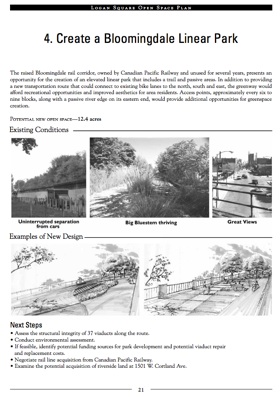 Logan Square Open Space Plan
4. Create a Bloomingdale Linear Park
The raised Bloomingdale rail corridor, owned by Canadian Pacific Railway and unused for several years, presents an
opportunity for the creation of an elevated linear park that includes a trail and passive areas. In addition to providing
a new transportation route that could connect to existing bike lanes to the north, south and east, the greenway would
afford recreational opportunities and improved aesthetics for area residents. Access points, approximately every six to
nine blocks, along with a passive river edge on its eastern end, would provide additional opportunities for greenspace
creation.
Potential new open space—12.4 acres
Existing Conditions
Uninterrupted separation
from cars
Big Bluestem thriving
Great Views
Examples of New Design
Next Steps
• Assess the structural integrity of 37 viaducts along the route.
• Conduct environmental assessment.
• If feasible, identify potential funding sources for park development and potential viaduct repair
and replacement costs.
• Negotiate rail line acquisition from Canadian Pacific Railway.
• Examine the potential acquisition of riverside land at 1501 W. Cortland Ave.
21